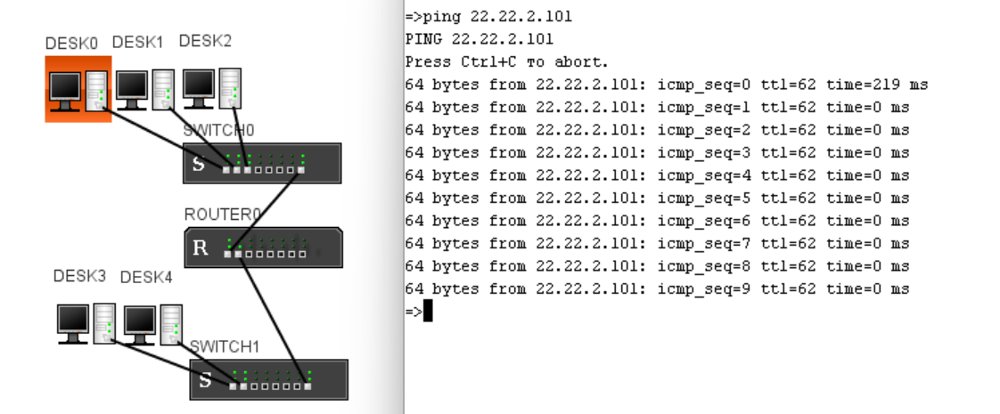 DESK0 DESK1 DESK2
SWITCH0
S
ROUTER0
R
DESK3 DESK4
SWITCH1
S
=>ping 22.22.2.101
PING 22.22.2.101
Press Ctrl+C To abort.
64 bytes from 22.22.2.101: icmp_seq=0 ttl=62 time=219 ms
64 bytes from 22.22.2.101: icmp_seq=1 ttl=62 time=0 ms
64 bytes from 22.22.2.101: icmp_seq=2 ttl=62 time=0 ms
64 bytes from 22.22.2.101: icmp_seq=3 ttl=62 time=0 ms
64 bytes from 22.22.2.101: icmp_seq=4 ttl=62 time=0 ms
64 bytes from 22.22.2.101: icmp_seq=5 ttl=62 time=0 ms
64 bytes from 22.22.2.101: icmp_seq=6 ttl=62 time=0 ms
64 bytes from 22.22.2.101: icmp_seq=7 ttl=62 time=0 ms
64 bytes from 22.22.2.101: icmp_seq=8 ttl=62 time=0 ms
64 bytes from 22.22.2.101: icmp_seq=9 ttl=62 time=0 ms
=>